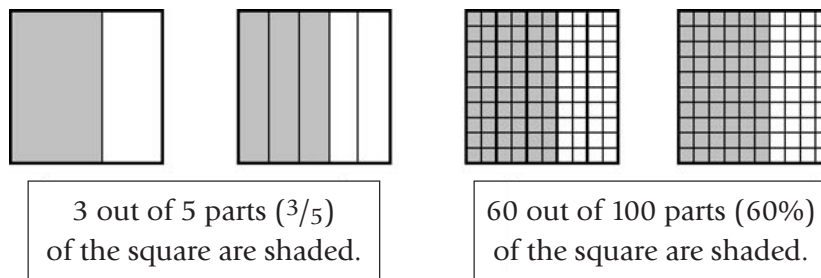 3 out of 5 parts (3/5)
of the square are shaded.
60 out of 100 parts (60%)
of the square are shaded.